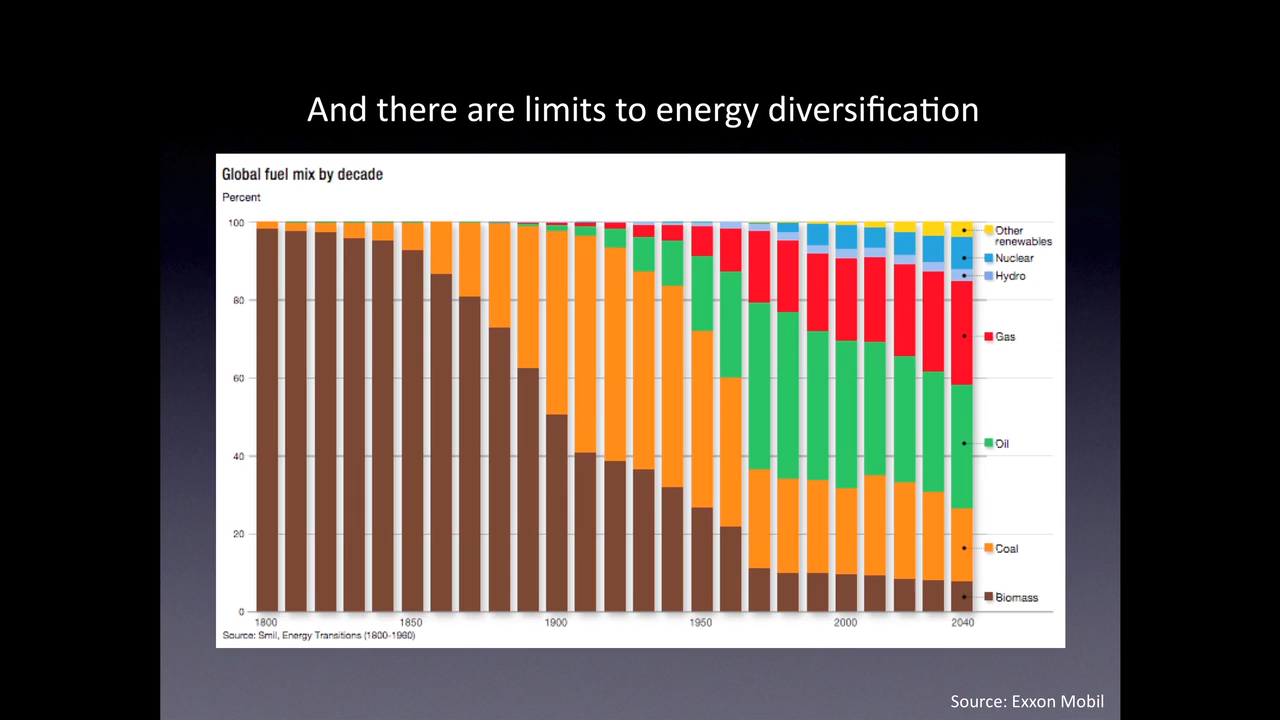 And there are limits to energy diversification
Global fuel mix by decade
Percent
100
80
60
40
20
0
1800
1850
1900
1950
2000
2040
Other
renewables
Nuclear
Hydro
Gas
Oil
Coal
Biomass
Source: Smil, Energy Transitions (1800-1960)
Source: Exxon Mobil